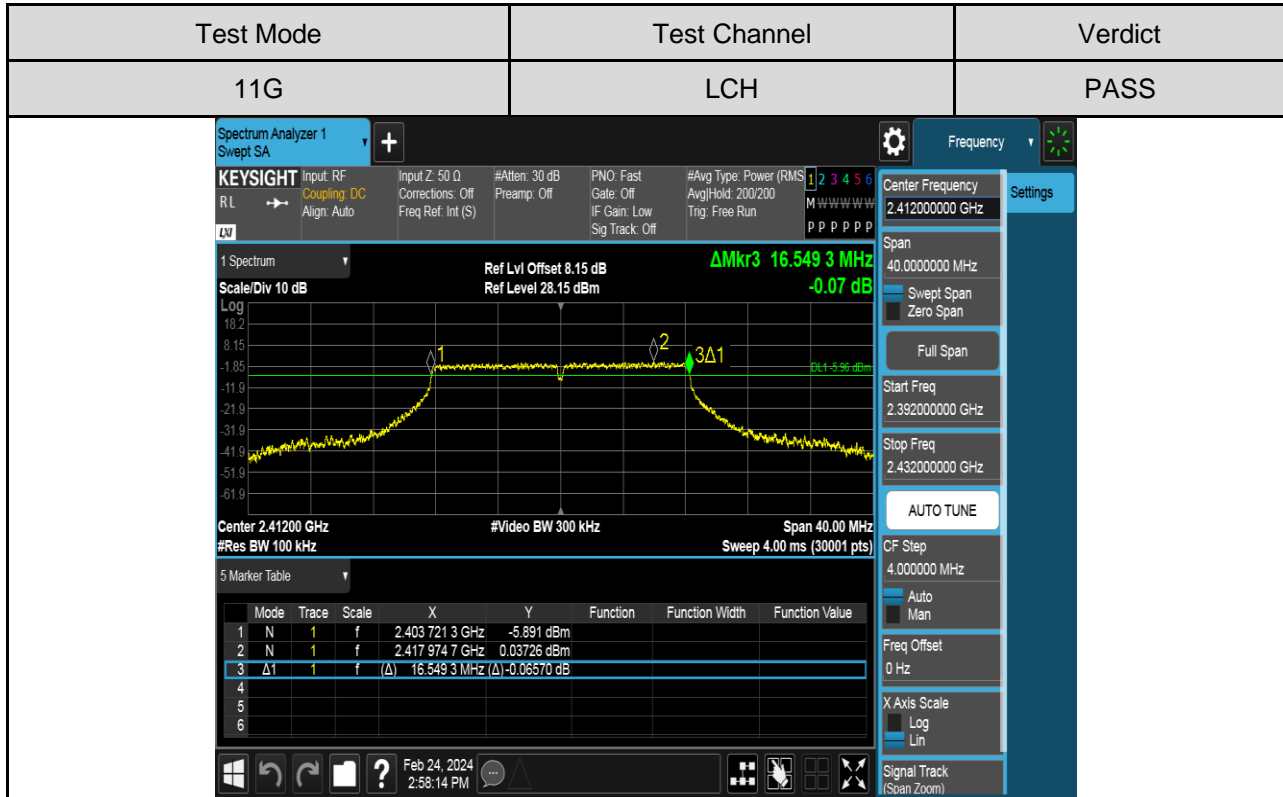 Test Mode Test Channel Verdict
11G LCH PASS
Spectrum Analyzer 1
Swept SA
+
Frequency
KEYSIGHT
RL
LXI
Input: RF
Coupling: DC
Align: Auto
Input Z: 50 Ω
Corrections: Off
Freq Ref: Int (S)
#Atten: 30 dB
Preamp: Off
PNO: Fast
Gate: Off
IF Gain: Low
Sig Track: Off
#Avg Type: Power (RMS
Avg|Hold: 200/200
Trig: Free Run
1 2 3 4 5 6
M W W W W W
P P P P P P
1 Spectrum
Scale/Div 10 dB
Ref Lvl Offset 8.15 dB
Ref Level 28.15 dBm
ΔMkr3 16.549 3 MHz
-0.07 dB
Log
18.2
8.15
-1.85
-11.9
-21.9
-31.9
-41.9
-51.9
-61.9
1
2
3Δ1
DL1 -5.96 dBm
Center 2.41200 GHz
#Video BW 300 kHz
Span 40.00 MHz
#Res BW 100 kHz
Sweep 4.00 ms (30001 pts)
5 Marker Table
Mode Trace Scale X Y Function Function Width Function Value
1 N 1 f 2.403 721 3 GHz -5.891 dBm
2 N 1 f 2.417 974 7 GHz 0.03726 dBm
3 Δ1 1 f (Δ) 16.549 3 MHz (Δ) -0.06570 dB
4
5
6
?
Feb 24, 2024
2:58:14 PM
Settings
Center Frequency
2.412000000 GHz
Span
40.0000000 MHz
Swept Span
Zero Span
Full Span
Start Freq
2.392000000 GHz
Stop Freq
2.432000000 GHz
AUTO TUNE
CF Step
4.000000 MHz
Auto
Man
Freq Offset
0 Hz
X Axis Scale
Log
Lin
Signal Track
(Span Zoom)